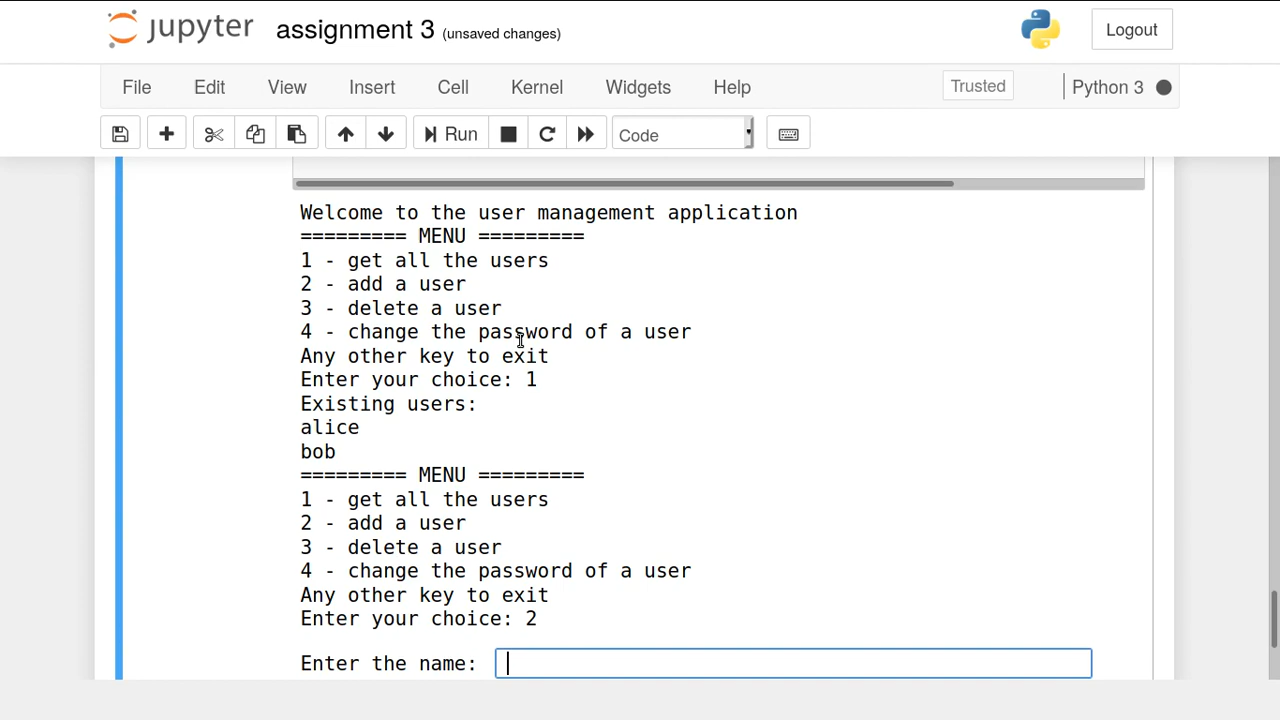 jupyter assignment 3 (unsaved changes) Logout
File Edit View Insert Cell Kernel Widgets Help Trusted Python 3
Run Code
Welcome to the user management application
========= MENU =========
1 - get all the users
2 - add a user
3 - delete a user
4 - change the password of a user
Any other key to exit
Enter your choice: 1
Existing users:
alice
bob
========= MENU =========
1 - get all the users
2 - add a user
3 - delete a user
4 - change the password of a user
Any other key to exit
Enter your choice: 2
Enter the name: